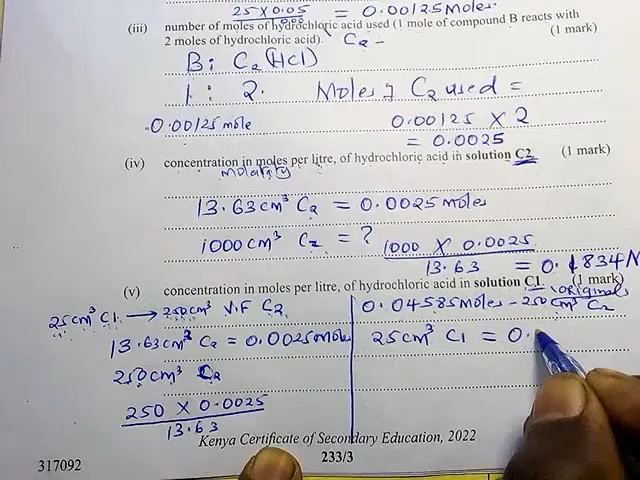 25 X 0.05 = 0.00125 moles.
(iii) number of moles of hydrochloric acid used (1 mole of compound B reacts with
2 moles of hydrochloric acid). C2 - (1 mark)
B : C2 (HCl)
1 : 2. Moles of C2 used =
0.00125 mole 0.00125 X 2
= 0.0025
(iv) concentration in moles per litre, of hydrochloric acid in solution C2 (1 mark)
molarity
13.63 cm³ C2 = 0.0025 moles
1000 cm³ C2 = ? 1000 X 0.0025
13.63 = 0.1834 M
(v) concentration in moles per litre, of hydrochloric acid in solution C1 (1 mark)
original
25 cm³ C1 → 250 cm³ V.F C2
0.04585 moles - 250 cm³ C2
13.63 cm³ C2 = 0.0025 mole
25 cm³ C1 = 0.
250 cm³ C2
250 X 0.0025
13.63
Kenya Certificate of Secondary Education, 2022
317092 233/3